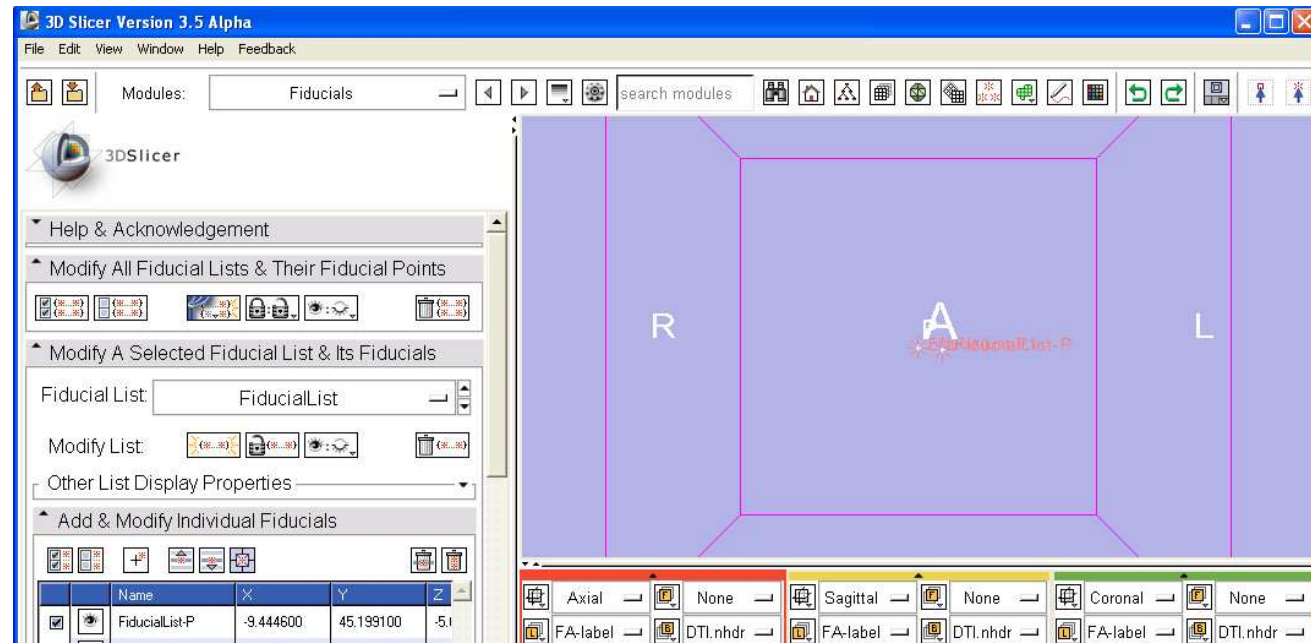 3D Slicer Version 3.5 Alpha
File Edit View Window Help Feedback
Modules: Fiducials search modules
3DSlicer
Help & Acknowledgement
Modify All Fiducial Lists & Their Fiducial Points
Modify A Selected Fiducial List & Its Fiducials
Fiducial List: FiducialList
Modify List:
Other List Display Properties
Add & Modify Individual Fiducials
Name X Y Z
FiducialList-P -9.444600 45.199100
R A L
Axial None Sagittal None Coronal None
FA-label DTI.nhdr FA-label DTI.nhdr FA-label DTI.nhdr